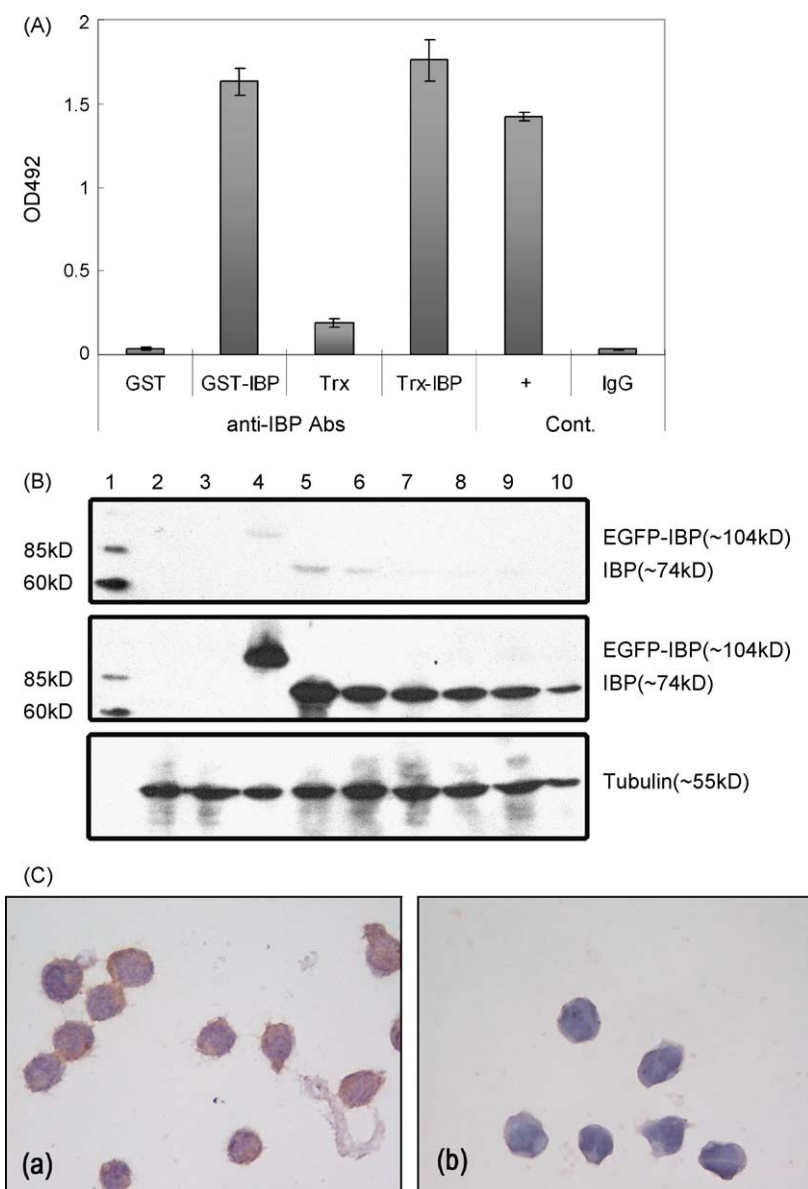 (A)
2
1.5
1
0.5
0
OD492
GST GST-IBP Trx Trx-IBP + IgG
anti-IBP Abs Cont.
(B)
1 2 3 4 5 6 7 8 9 10
85kD
60kD
EGFP-IBP(~104kD)
IBP(~74kD)
85kD
60kD
EGFP-IBP(~104kD)
IBP(~74kD)
Tubulin(~55kD)
(C)
(a) (b)